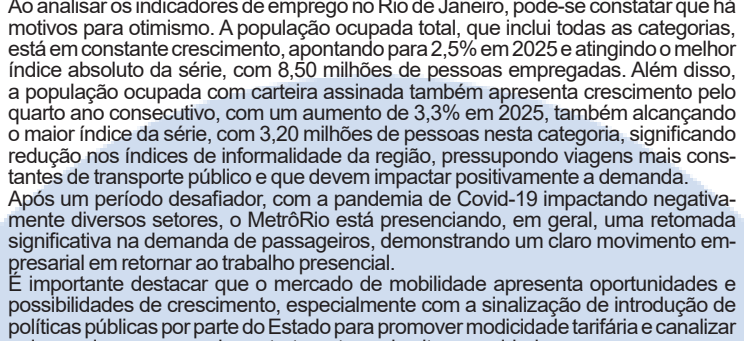 Ao analisar os indicadores de emprego no Rio de Janeiro, pode-se constatar que há
motivos para otimismo. A população ocupada total, que inclui todas as categorias,
está em constante crescimento, apontando para 2,5% em 2025 e atingindo o melhor
índice absoluto da série, com 8,50 milhões de pessoas empregadas. Além disso,
a população ocupada com carteira assinada também apresenta crescimento pelo
quarto ano consecutivo, com um aumento de 3,3% em 2025, também alcançando
o maior índice da série, com 3,20 milhões de pessoas nesta categoria, significando
redução nos índices de informalidade da região, pressupondo viagens mais cons-
tantes de transporte público e que devem impactar positivamente a demanda.
Após um período desafiador, com a pandemia de Covid-19 impactando negativa-
mente diversos setores, o MetrôRio está presenciando, em geral, uma retomada
significativa na demanda de passageiros, demonstrando um claro movimento em-
presarial em retornar ao trabalho presencial.
É importante destacar que o mercado de mobilidade apresenta oportunidades e
possibilidades de crescimento, especialmente com a sinalização de introdução de
políticas públicas por parte do Estado para promover modicidade tarifária e canalizar